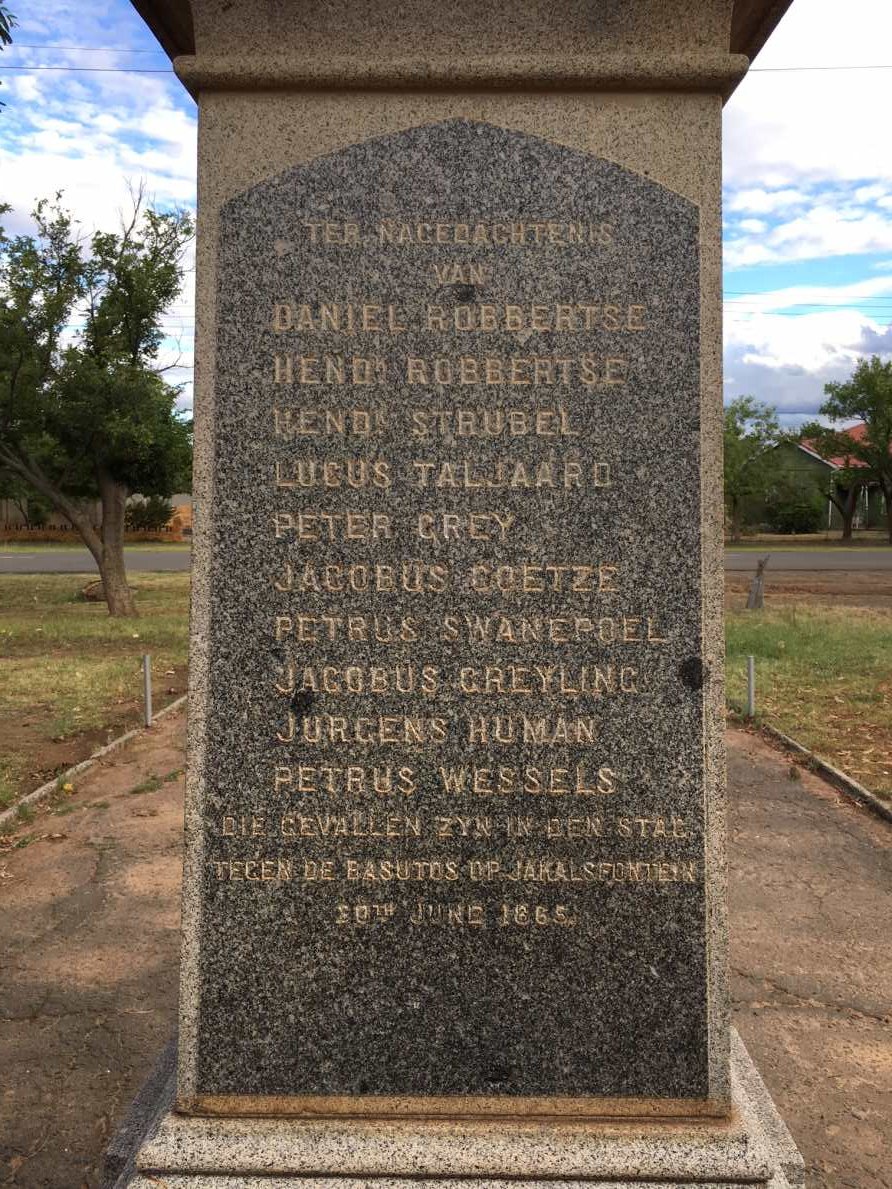 TER NAGEDACHTENIS
VAN
DANIEL ROBBERTSE
HENDK ROBBERTSE
HENDK STRUBEL
LUCUS TALJAARD
PETER GREY
JACOBUS COETZE
PETRUS SWANEPOEL
JACOBUS GREYLING
JURGENS HUMAN
PETRUS WESSELS
DIE GEVALLEN ZYN IN DEN STAG
TEGEN DE BASUTOS OP JAKALSFONTEIN
JUNE 1865.